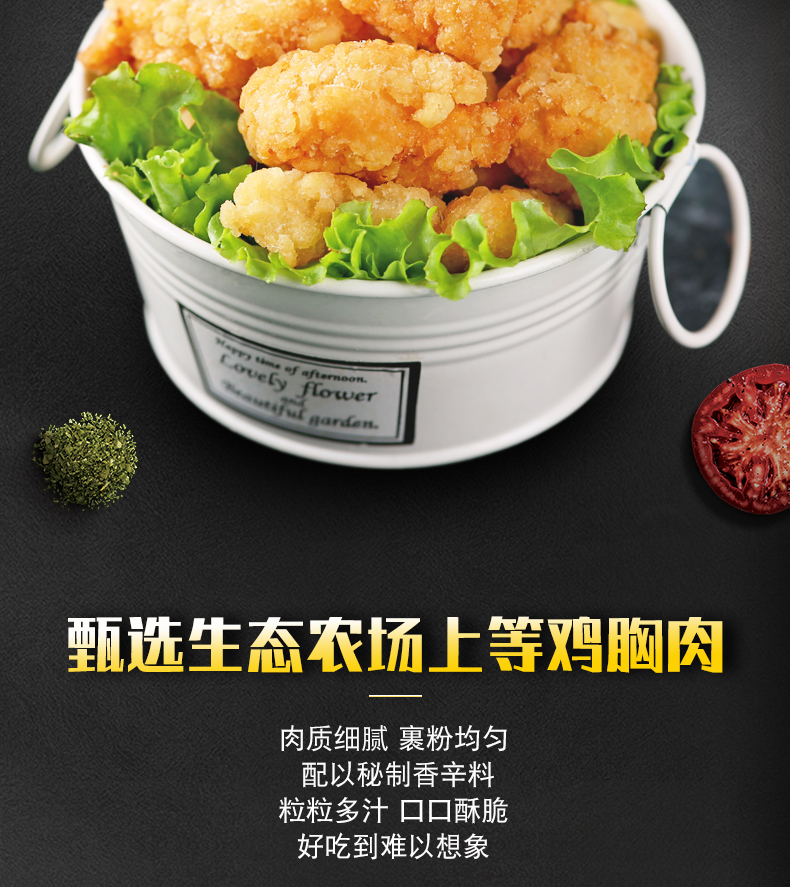 Happy time of afternoon.
Lovely flower
and
Beautiful garden.
甄选生态农场上等鸡胸肉
肉质细腻 裹粉均匀
配以秘制香辛料
粒粒多汁 口口酥脆
好吃到难以想象